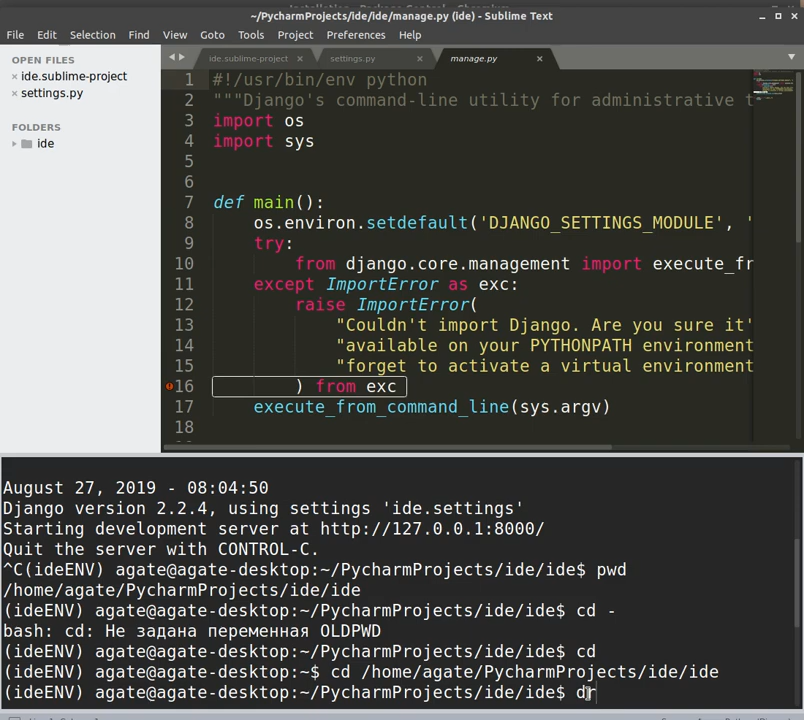 ~/PycharmProjects/ide/ide/manage.py (ide) - Sublime Text
File Edit Selection Find View Goto Tools Project Preferences Help
OPEN FILES
ide.sublime-project
settings.py
FOLDERS
ide
ide.sublime-project settings.py manage.py
1 #!/usr/bin/env python
2 """Django's command-line utility for administrative t
3 import os
4 import sys
5
6
7 def main():
8 os.environ.setdefault('DJANGO_SETTINGS_MODULE', '
9 try:
10 from django.core.management import execute_fr
11 except ImportError as exc:
12 raise ImportError(
13 "Couldn't import Django. Are you sure it'
14 "available on your PYTHONPATH environment
15 "forget to activate a virtual environment
16 ) from exc
17 execute_from_command_line(sys.argv)
18
August 27, 2019 - 08:04:50
Django version 2.2.4, using settings 'ide.settings'
Starting development server at http://127.0.0.1:8000/
Quit the server with CONTROL-C.
^C(ideENV) agate@agate-desktop:~/PycharmProjects/ide/ide$ pwd
/home/agate/PycharmProjects/ide/ide
(ideENV) agate@agate-desktop:~/PycharmProjects/ide/ide$ cd -
bash: cd: Не задана переменная OLDPWD
(ideENV) agate@agate-desktop:~/PycharmProjects/ide/ide$ cd
(ideENV) agate@agate-desktop:~$ cd /home/agate/PycharmProjects/ide/ide
(ideENV) agate@agate-desktop:~/PycharmProjects/ide/ide$ dr